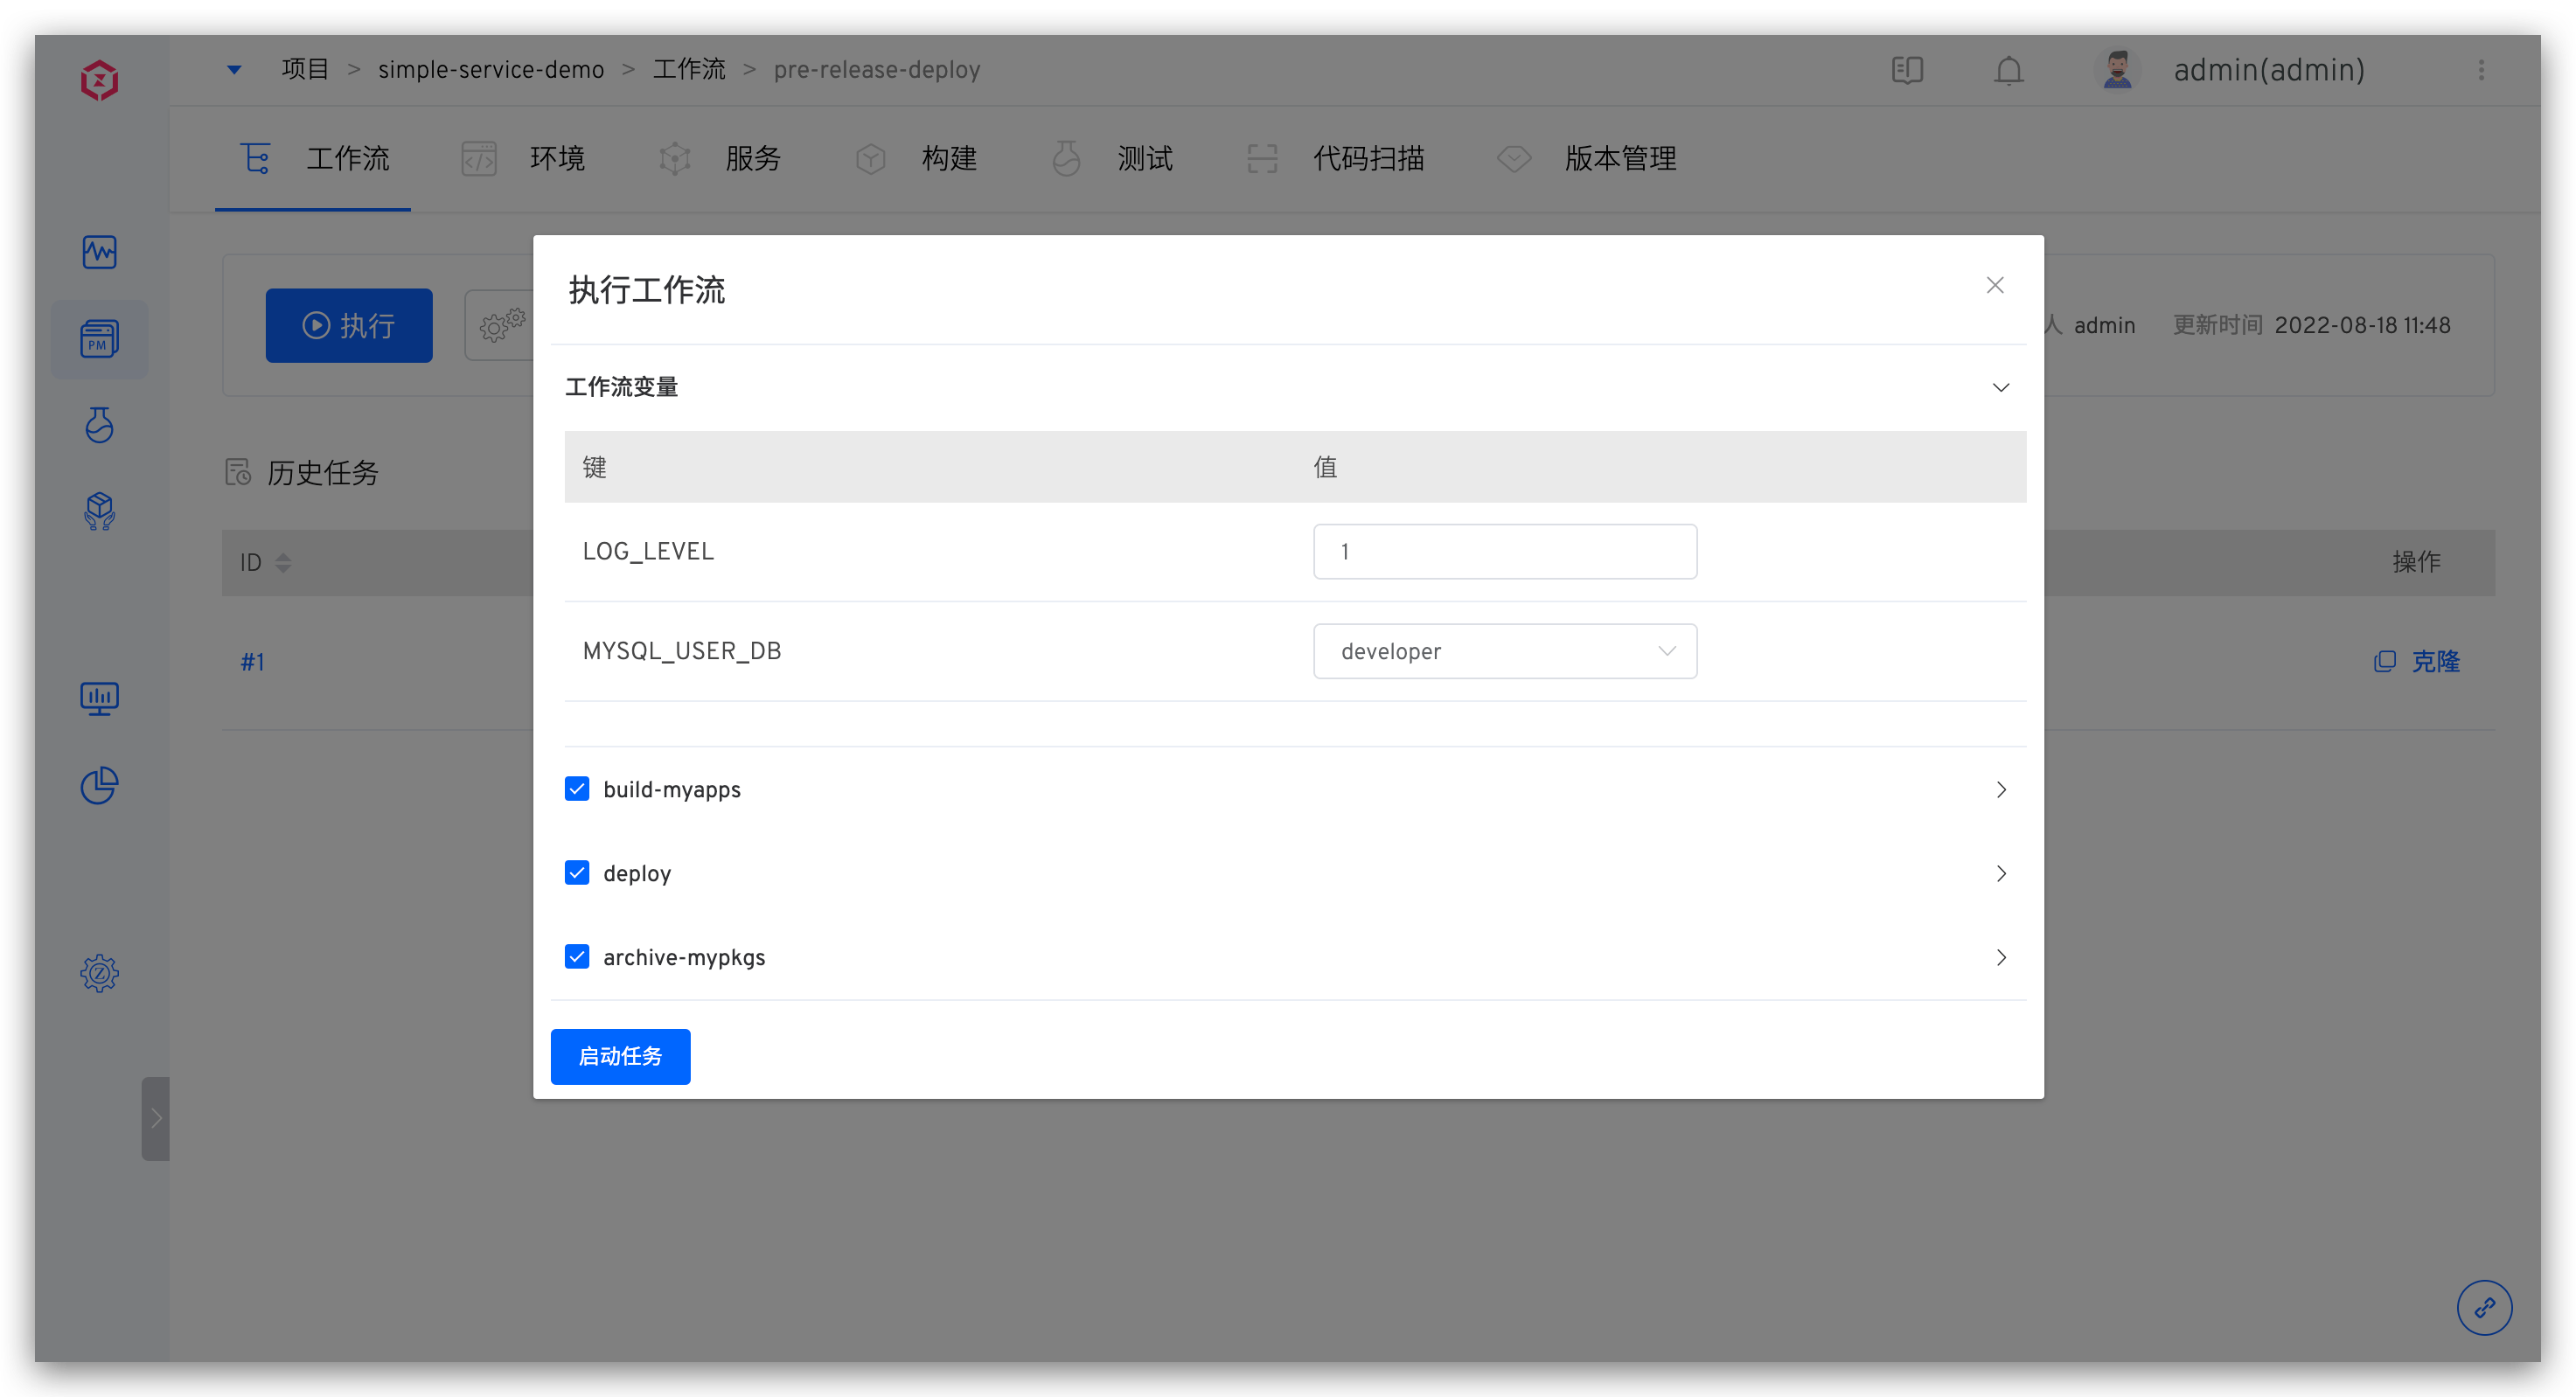 项目 > simple-service-demo > 工作流 > pre-release-deploy
admin(admin)
工作流 环境 服务 构建 测试 代码扫描 版本管理
PM
执行
人 admin 更新时间 2022-08-18 11:48
执行工作流
工作流变量
键 值
LOG_LEVEL 1
MYSQL_USER_DB developer
build-myapps
deploy
archive-mypkgs
启动任务
历史任务
ID 操作
#1 克隆